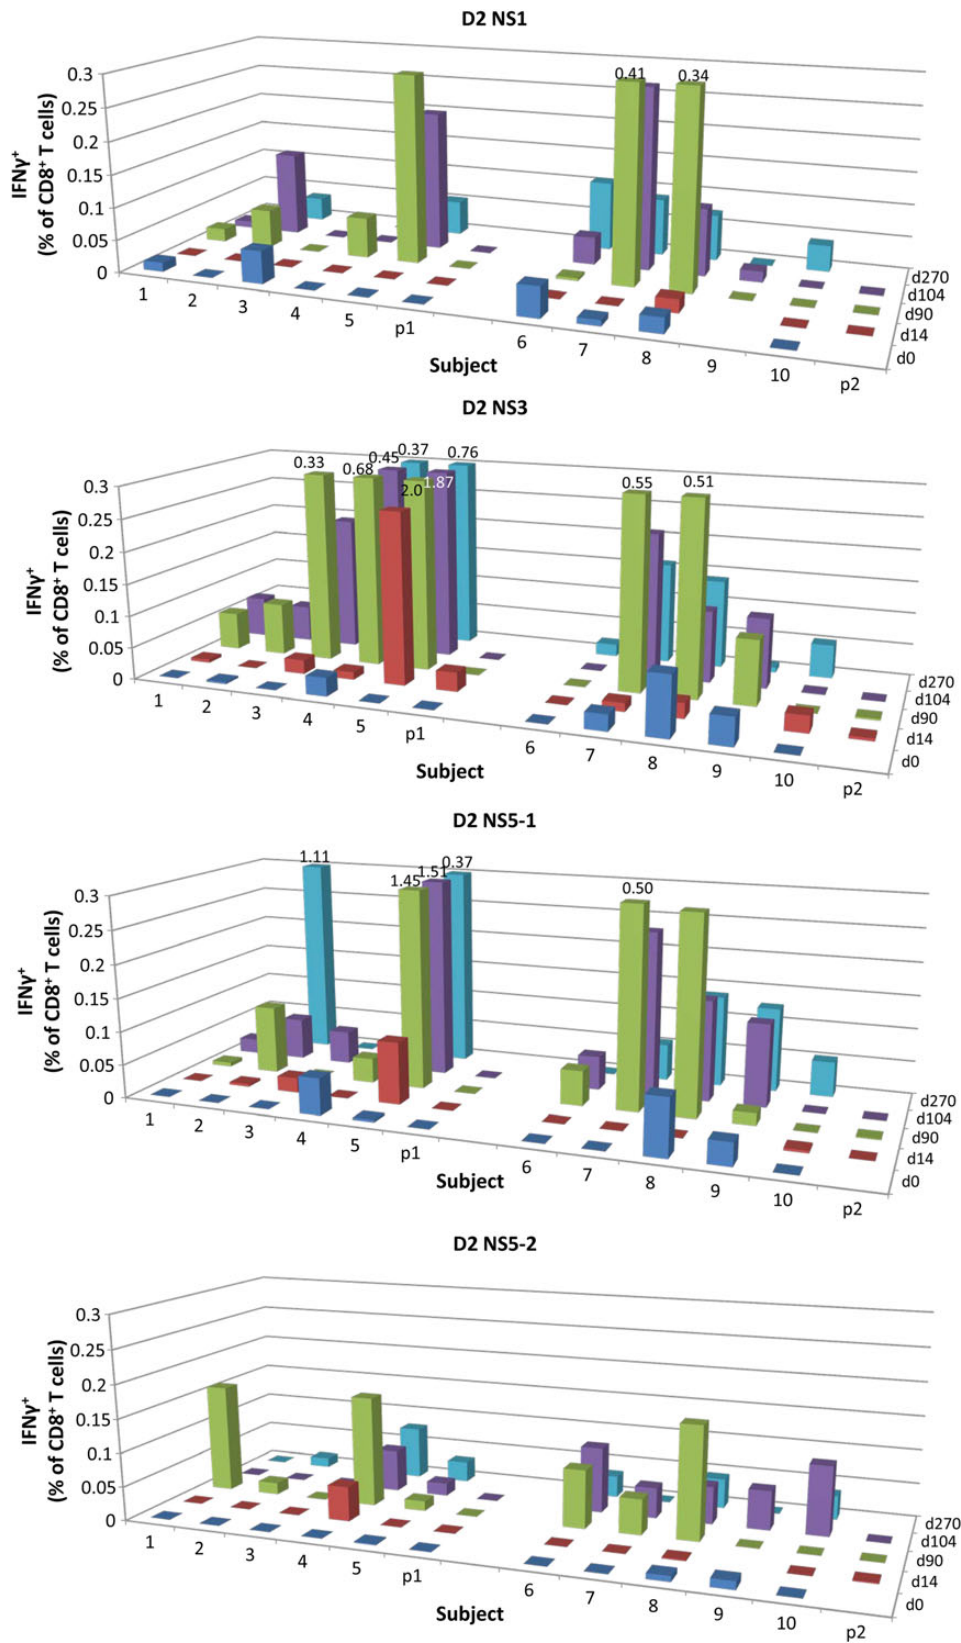 D2 NS1
IFNγ⁺
(% of CD8⁺ T cells)
0.3
0.25
0.2
0.15
0.1
0.05
0
0.41
0.34
1
2
3
4
5
p1
6
7
8
9
10
p2
d270
d104
d90
d14
d0
Subject
D2 NS3
IFNγ⁺
(% of CD8⁺ T cells)
0.3
0.25
0.2
0.15
0.1
0.05
0
0.33
0.68
0.45
0.37
2.0
1.87
0.76
0.55
0.51
1
2
3
4
5
p1
6
7
8
9
10
p2
d270
d104
d90
d14
d0
Subject
D2 NS5-1
IFNγ⁺
(% of CD8⁺ T cells)
0.3
0.25
0.2
0.15
0.1
0.05
0
1.11
1.45
1.51
0.37
0.50
1
2
3
4
5
p1
6
7
8
9
10
p2
d270
d104
d90
d14
d0
Subject
D2 NS5-2
IFNγ⁺
(% of CD8⁺ T cells)
0.3
0.25
0.2
0.15
0.1
0.05
0
1
2
3
4
5
p1
6
7
8
9
10
p2
d270
d104
d90
d14
d0
Subject